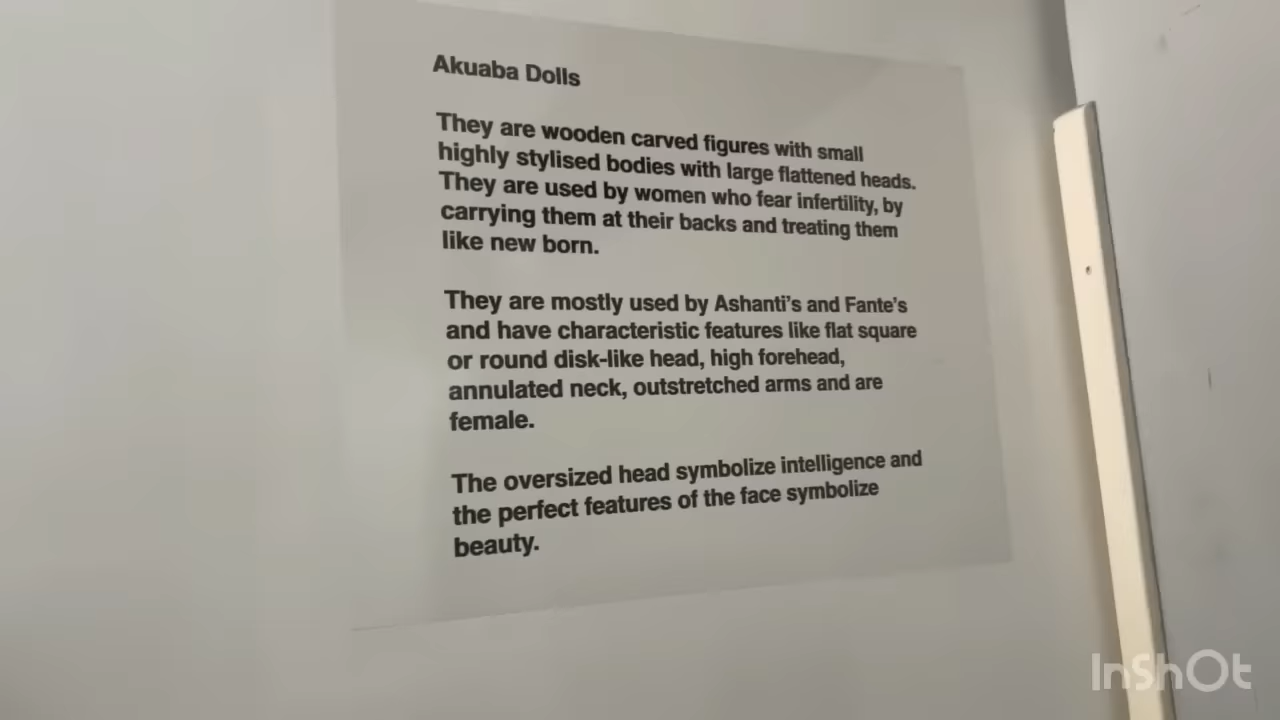 Akuaba Dolls
They are wooden carved figures with small
highly stylised bodies with large flattened heads.
They are used by women who fear infertility, by
carrying them at their backs and treating them
like new born.
They are mostly used by Ashanti's and Fante's
and have characteristic features like flat square
or round disk-like head, high forehead,
annulated neck, outstretched arms and are
female.
The oversized head symbolize intelligence and
the perfect features of the face symbolize
beauty.
InShOt